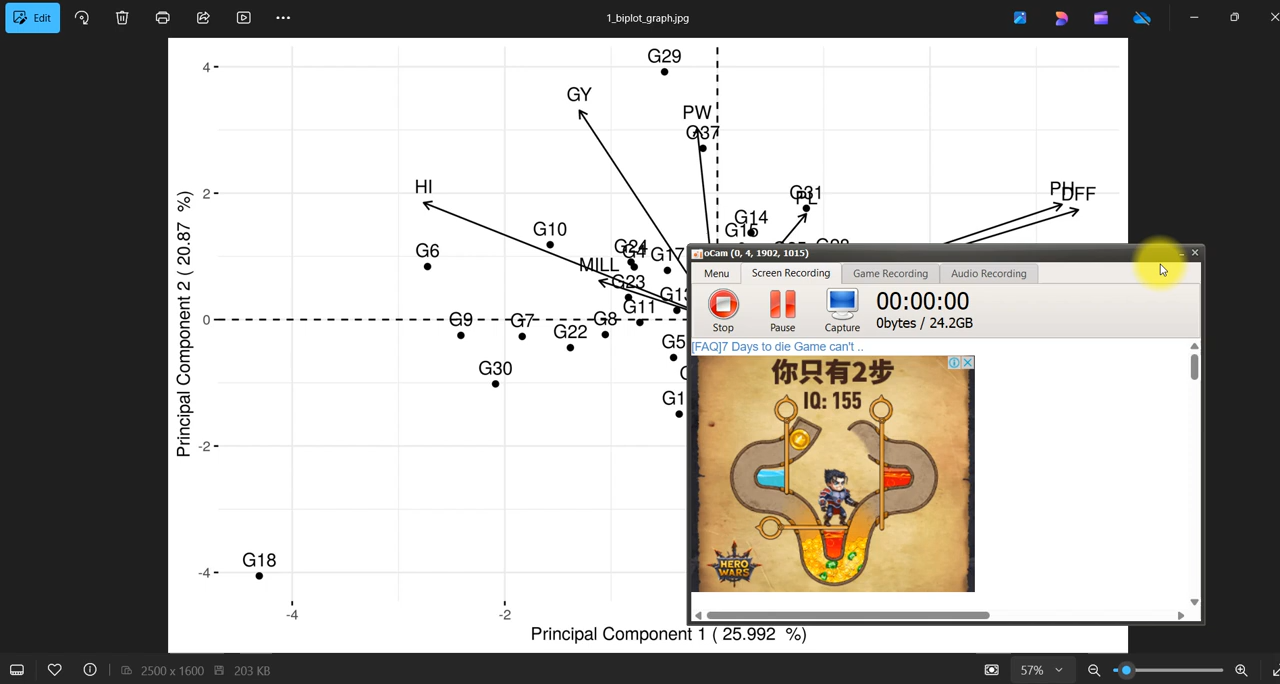 Edit
1_biplot_graph.jpg
G29
4
GY
PW
G37
HI
2
G31
PL
PH
DFF
G14
G15
G10
G6
G24
G4
G17
MILL
G23
G13
G11
0
G9
G7
G22
G8
G5
G30
-2
G18
-4
-4
-2
Principal Component 1 ( 25.992 %)
Principal Component 2 ( 20.87 %)
oCam (0, 4, 1902, 1015)
Menu
Screen Recording
Game Recording
Audio Recording
Stop
Pause
Capture
00:00:00
0bytes / 24.2GB
[FAQ]7 Days to die Game can't ..
你只有2步
IQ: 155
HERO
WARS
2500 x 1600
203 KB
57%